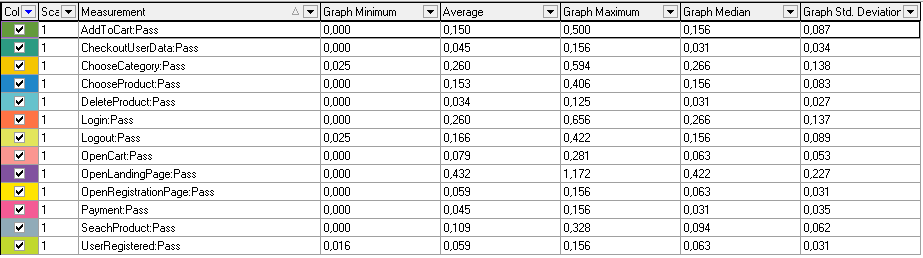 Col Sca Measurement Graph Minimum Average Graph Maximum Graph Median Graph Std. Deviation
1 AddToCart:Pass 0,000 0,150 0,500 0,156 0,087
1 CheckoutUserData:Pass 0,000 0,045 0,156 0,031 0,034
1 ChooseCategory:Pass 0,025 0,260 0,594 0,266 0,138
1 ChooseProduct:Pass 0,000 0,153 0,406 0,156 0,083
1 DeleteProduct:Pass 0,000 0,034 0,125 0,031 0,027
1 Login:Pass 0,000 0,260 0,656 0,266 0,137
1 Logout:Pass 0,025 0,166 0,422 0,156 0,089
1 OpenCart:Pass 0,000 0,079 0,281 0,063 0,053
1 OpenLandingPage:Pass 0,000 0,432 1,172 0,422 0,227
1 OpenRegistrationPage:Pass 0,000 0,059 0,156 0,063 0,031
1 Payment:Pass 0,000 0,045 0,156 0,031 0,035
1 SeachProduct:Pass 0,000 0,109 0,328 0,094 0,062
1 UserRegistered:Pass 0,016 0,059 0,156 0,063 0,031